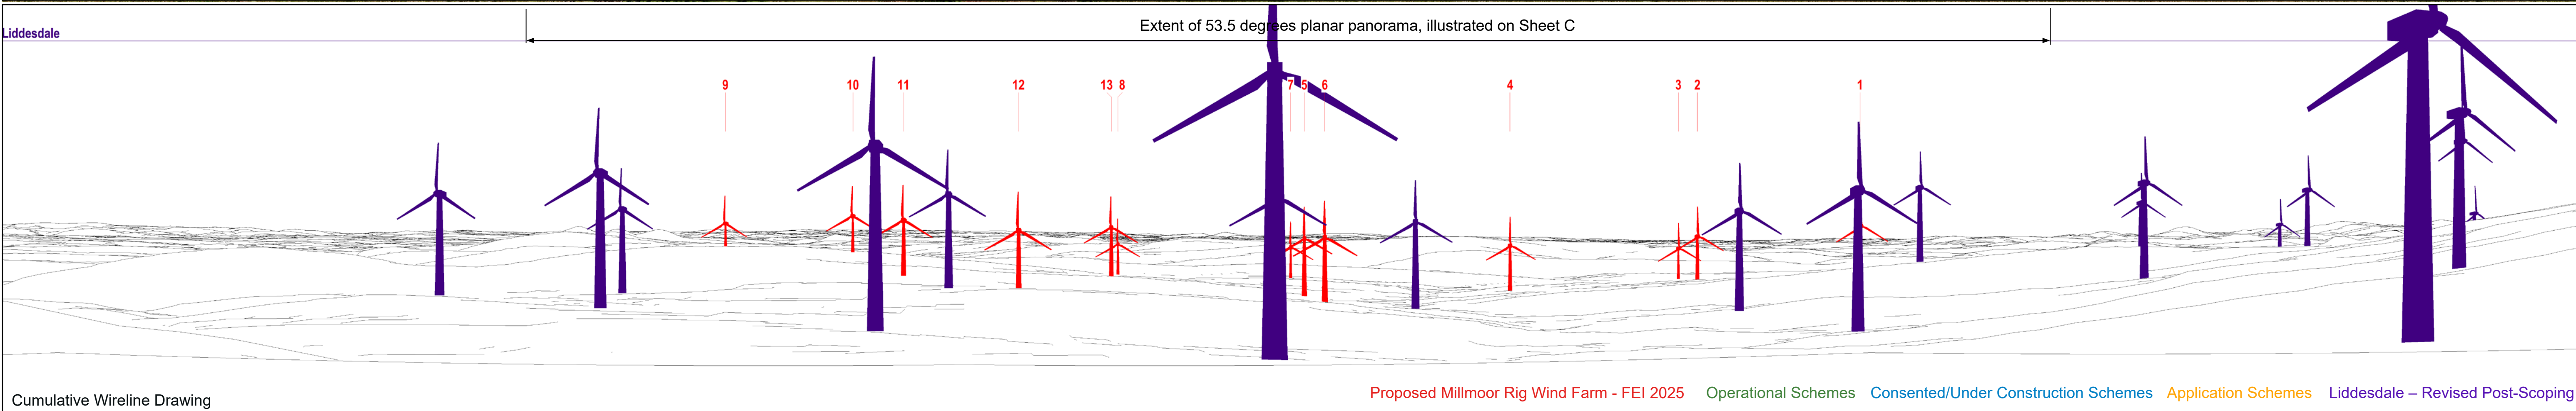 Extent of 53.5 degrees planar panorama, illustrated on Sheet C
Liddesdale
9 10 11 12 13 8 7 5 6 4 3 2 1
Proposed Millmoor Rig Wind Farm - FEI 2025 Operational Schemes Consented/Under Construction Schemes Application Schemes Liddesdale – Revised Post-Scoping
Cumulative Wireline Drawing